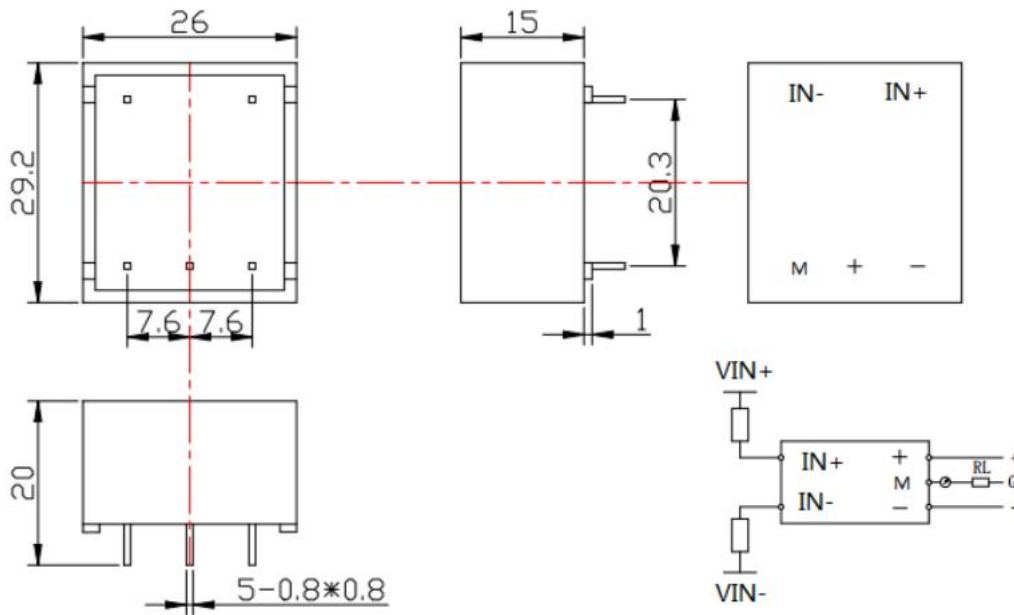 26
15
29.2
20.3
IN- IN+
M + -
7.6 7.6
1
VIN+
20
IN+ +
M RL
IN- -
VIN-
5-0.8*0.8